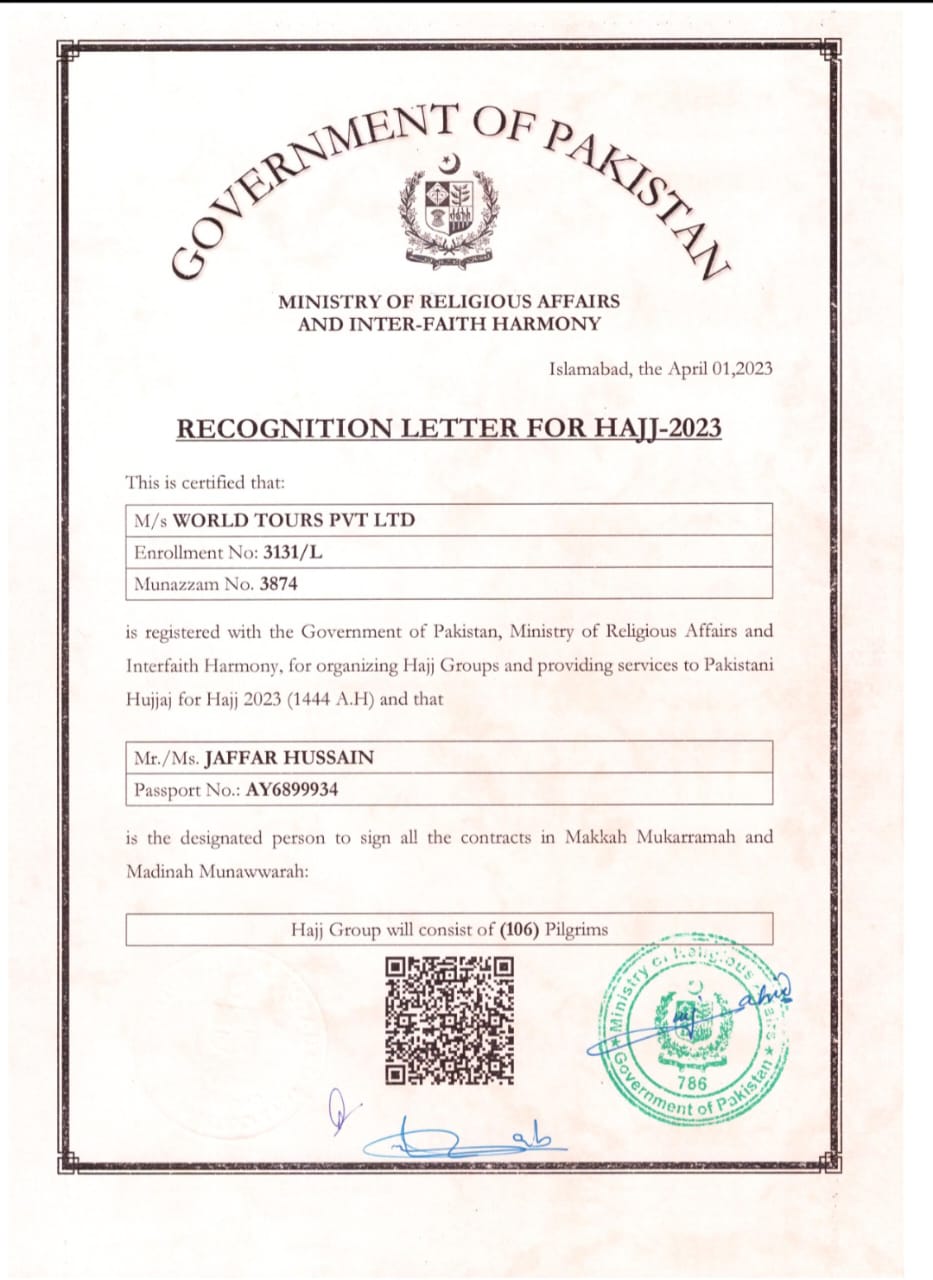 GOVERNMENT OF PAKISTAN
MINISTRY OF RELIGIOUS AFFAIRS
AND INTER-FAITH HARMONY
Islamabad, the April 01,2023
RECOGNITION LETTER FOR HAJJ-2023
This is certified that:
M/s WORLD TOURS PVT LTD
Enrollment No: 3131/L
Munazzam No. 3874
is registered with the Government of Pakistan, Ministry of Religious Affairs and
Interfaith Harmony, for organizing Hajj Groups and providing services to Pakistani
Hujjaj for Hajj 2023 (1444 A.H) and that
Mr./Ms. JAFFAR HUSSAIN
Passport No.: AY6899934
is the designated person to sign all the contracts in Makkah Mukarramah and
Madinah Munawwarah:
Hajj Group will consist of (106) Pilgrims
Ministry of Religious
786
Government of Pakistan